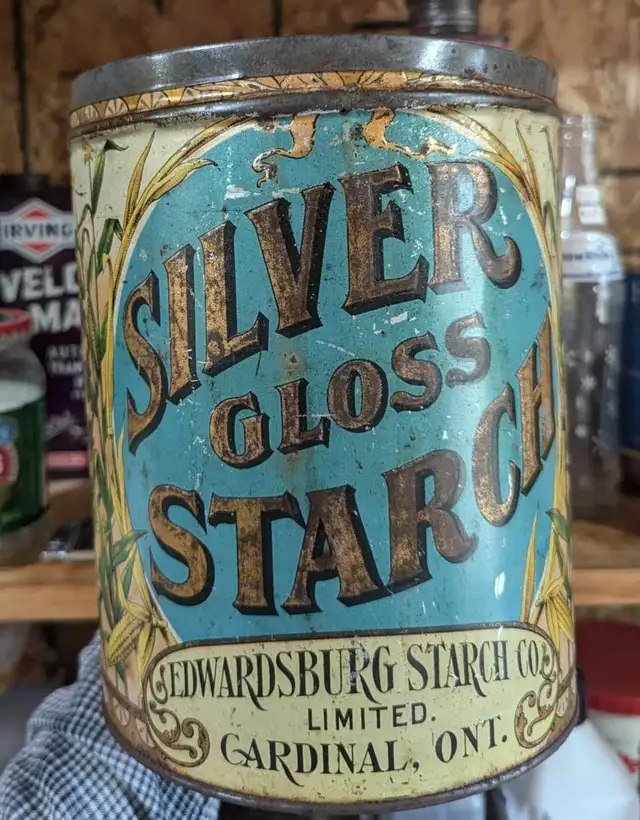 SILVER
GLOSS
STARCH
EDWARDSBURG STARCH CO.
LIMITED.
CARDINAL, ONT.
IRVING